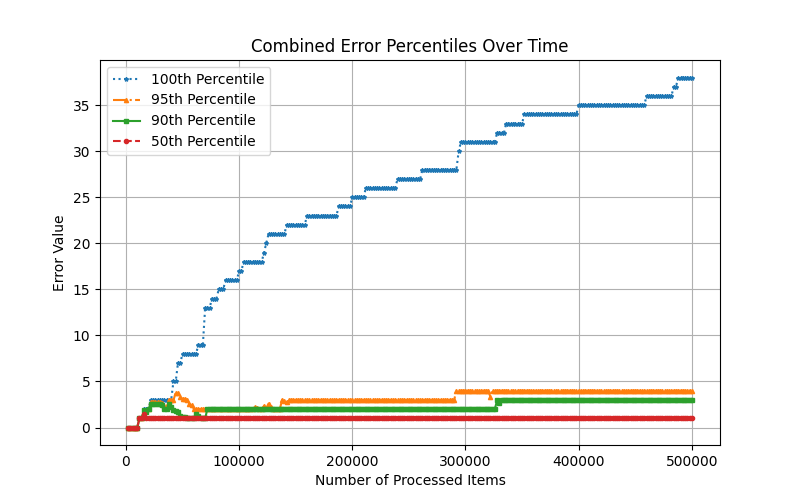 Combined Error Percentiles Over Time
100th Percentile
95th Percentile
90th Percentile
50th Percentile
Error Value
35
30
25
20
15
10
5
0
0 100000 200000 300000 400000 500000
Number of Processed Items